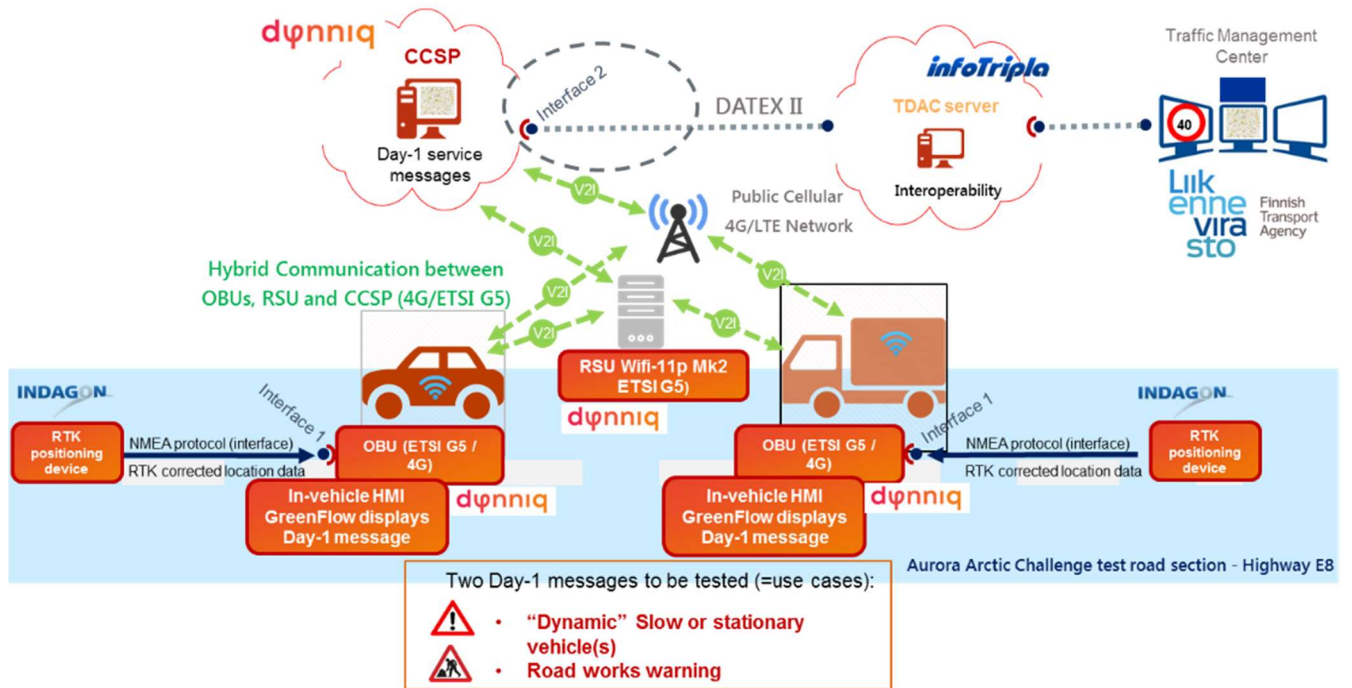 dynniq
CCSP
Day-1 service
messages
Interface 2
DATEX II
infoTripla
TDAC server
Interoperability
Traffic Management
Center
40
Liik
enne
vira
sto
Finnish
Transport
Agency
V2I
Public Cellular
4G/LTE Network
V2I
V2I
V2I
V2I
V2I
Hybrid Communication between
OBUs, RSU and CCSP (4G/ETSI G5)
RSU Wifi-11p Mk2
ETSI G5)
dynniq
INDAGON
RTK
positioning
device
NMEA protocol (interface)
RTK corrected location data
Interface 1
OBU (ETSI G5 /
4G)
In-vehicle HMI
GreenFlow displays
Day-1 message
dynniq
OBU (ETSI G5 /
4G)
In-vehicle HMI
GreenFlow displays
Day-1 message
dynniq
Interface 1
NMEA protocol (interface)
RTK corrected location data
INDAGON
RTK
positioning
device
Aurora Arctic Challenge test road section - Highway E8
Two Day-1 messages to be tested (=use cases):
• “Dynamic” Slow or stationary
vehicle(s)
• Road works warning